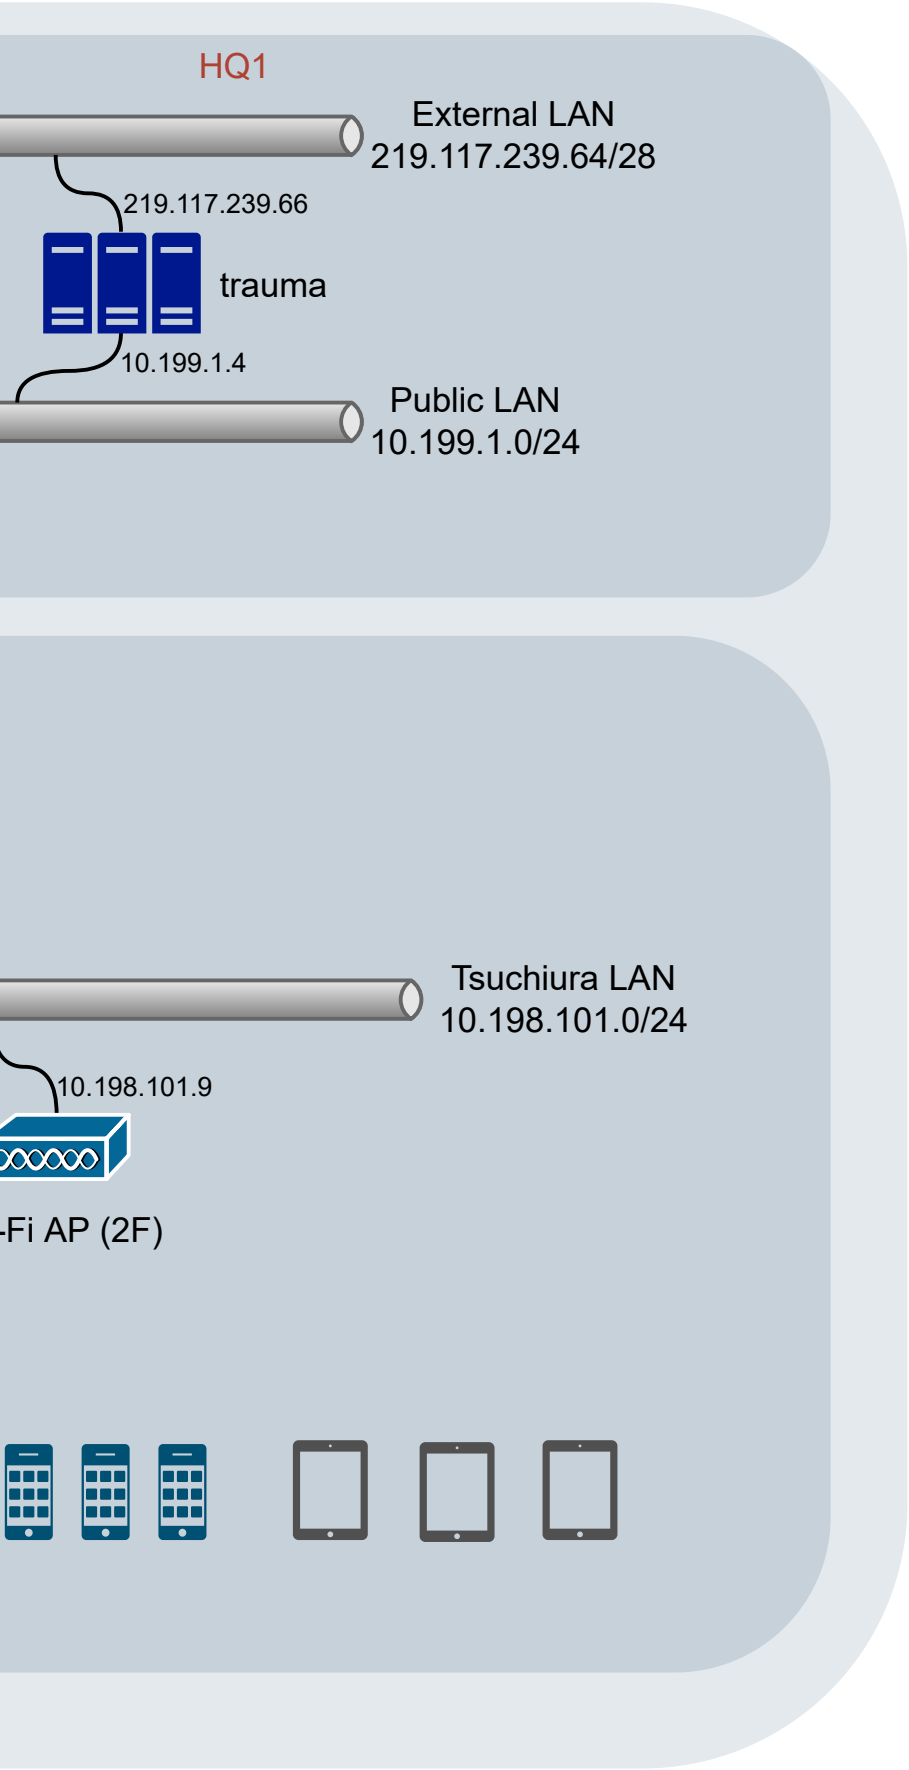 HQ1
External LAN
219.117.239.64/28
219.117.239.66
trauma
10.199.1.4
Public LAN
10.199.1.0/24
Tsuchiura LAN
10.198.101.0/24
10.198.101.9
-Fi AP (2F)